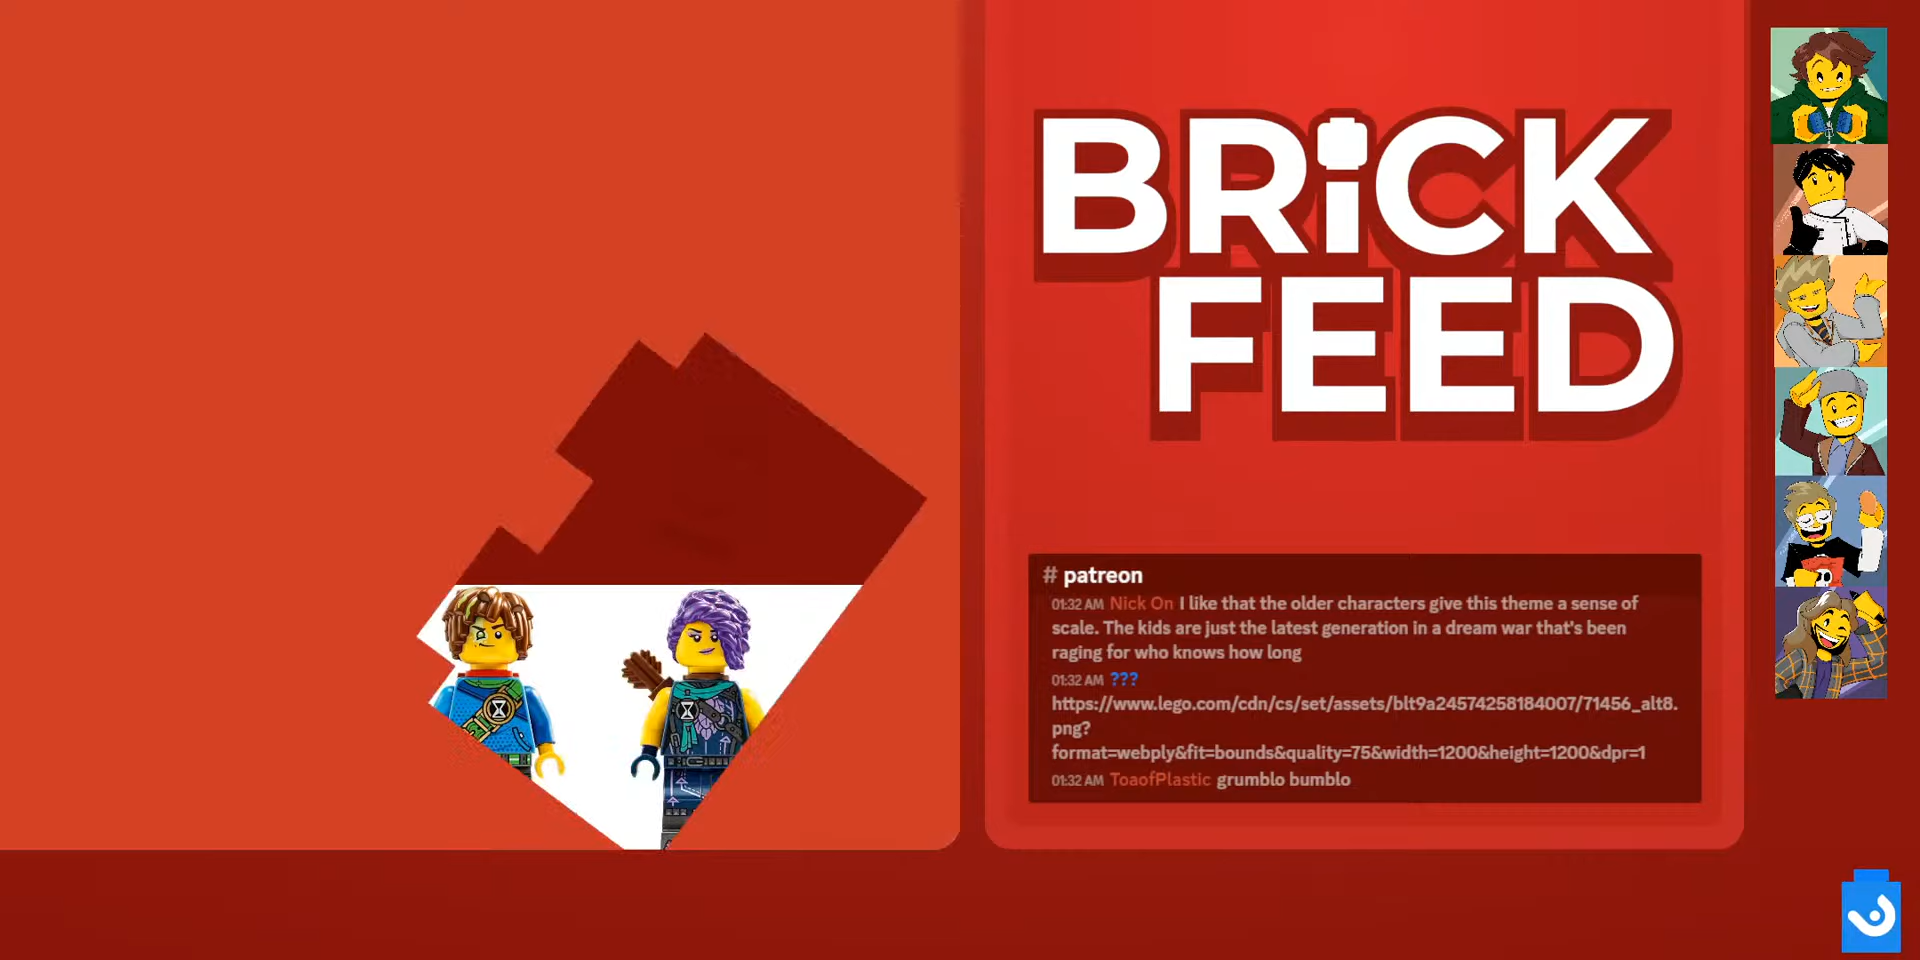 BRiCK
FEED
# patreon
01:32 AM Nick On I like that the older characters give this theme a sense of
scale. The kids are just the latest generation in a dream war that's been
raging for who knows how long
01:32 AM ???
https://www.lego.com/cdn/cs/set/assets/blt9a24574258184007/71456_alt8.
png?
format=webply&fit=bounds&quality=75&width=1200&height=1200&dpr=1
01:32 AM ToaofPlastic grumblo bumblo